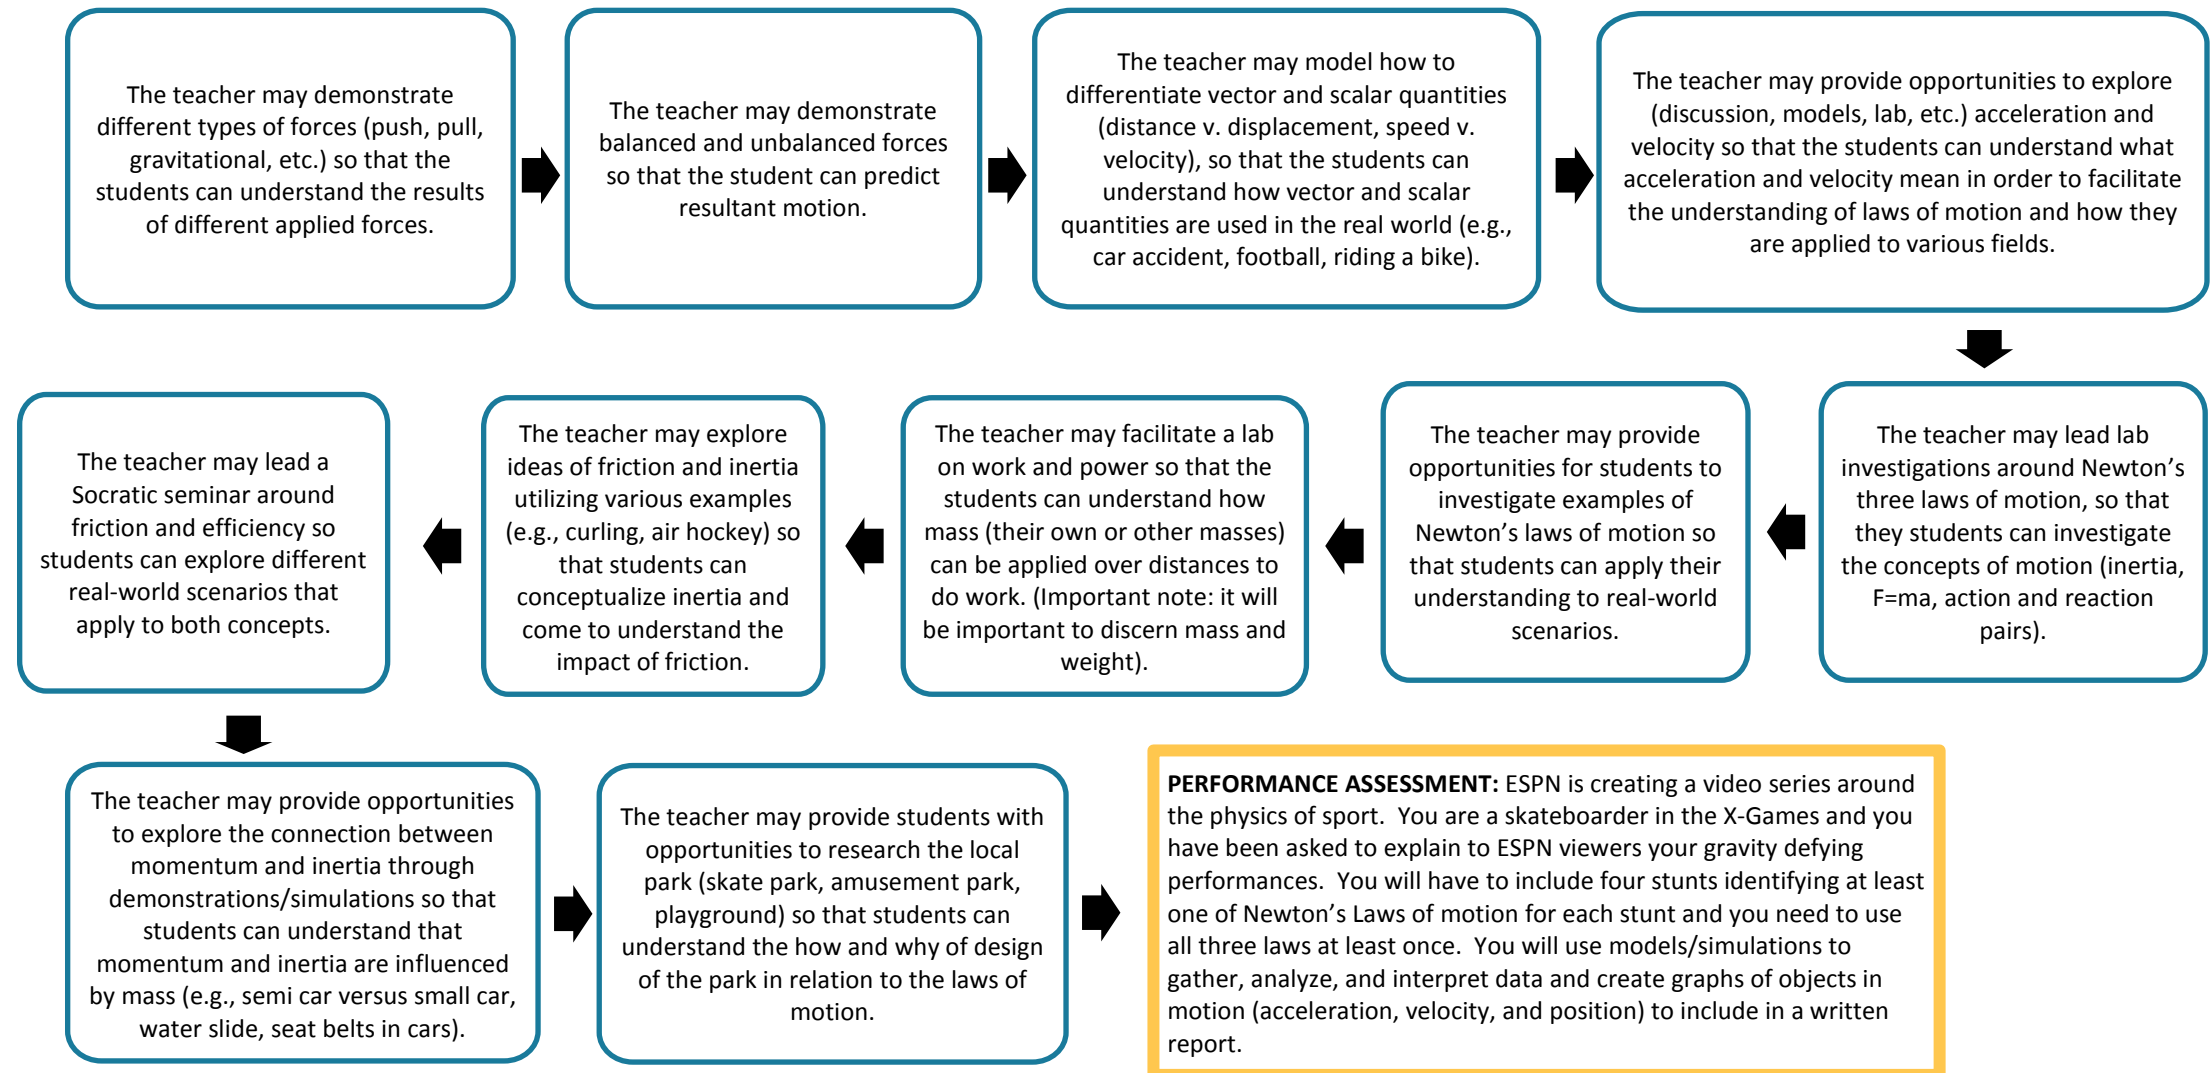 The teacher may demonstrate
different types of forces (push, pull,
gravitational, etc.) so that the
students can understand the results
of different applied forces.
The teacher may demonstrate
balanced and unbalanced forces
so that the student can predict
resultant motion.
The teacher may model how to
differentiate vector and scalar quantities
(distance v. displacement, speed v.
velocity), so that the students can
understand how vector and scalar
quantities are used in the real world (e.g.,
car accident, football, riding a bike).
The teacher may provide opportunities to explore
(discussion, models, lab, etc.) acceleration and
velocity so that the students can understand what
acceleration and velocity mean in order to facilitate
the understanding of laws of motion and how they
are applied to various fields.
The teacher may lead lab
investigations around Newton’s
three laws of motion, so that
they students can investigate
the concepts of motion (inertia,
F=ma, action and reaction
pairs).
The teacher may provide
opportunities for students to
investigate examples of
Newton’s laws of motion so
that students can apply their
understanding to real-world
scenarios.
The teacher may facilitate a lab
on work and power so that the
students can understand how
mass (their own or other masses)
can be applied over distances to
do work. (Important note: it will
be important to discern mass and
weight).
The teacher may explore
ideas of friction and inertia
utilizing various examples
(e.g., curling, air hockey) so
that students can
conceptualize inertia and
come to understand the
impact of friction.
The teacher may lead a
Socratic seminar around
friction and efficiency so
students can explore different
real-world scenarios that
apply to both concepts.
The teacher may provide opportunities
to explore the connection between
momentum and inertia through
demonstrations/simulations so that
students can understand that
momentum and inertia are influenced
by mass (e.g., semi car versus small car,
water slide, seat belts in cars).
The teacher may provide students with
opportunities to research the local
park (skate park, amusement park,
playground) so that students can
understand the how and why of design
of the park in relation to the laws of
motion.
PERFORMANCE ASSESSMENT: ESPN is creating a video series around
the physics of sport.  You are a skateboarder in the X-Games and you
have been asked to explain to ESPN viewers your gravity defying
performances.  You will have to include four stunts identifying at least
one of Newton’s Laws of motion for each stunt and you need to use
all three laws at least once.  You will use models/simulations to
gather, analyze, and interpret data and create graphs of objects in
motion (acceleration, velocity, and position) to include in a written
report.